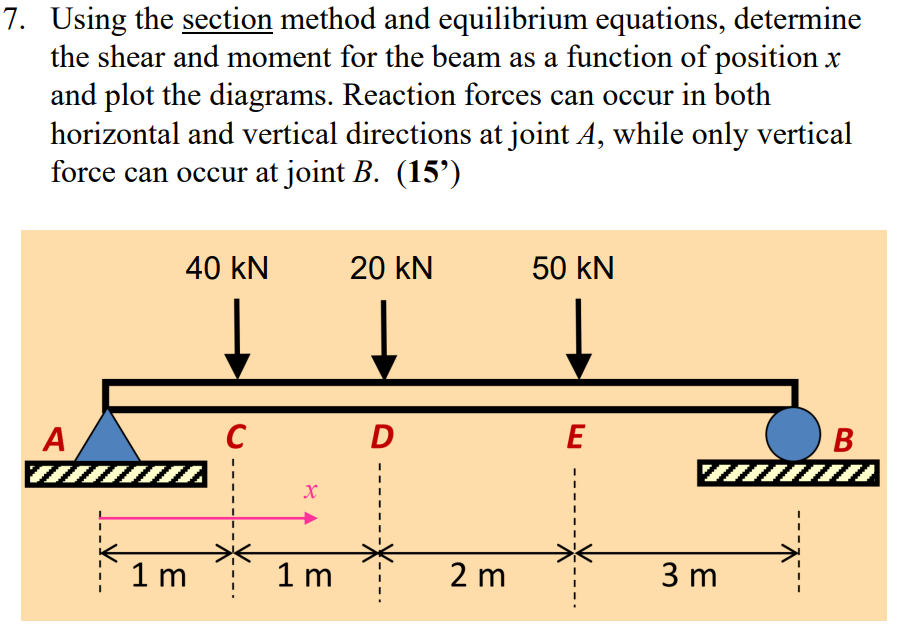 7. Using the section method and equilibrium equations, determine
the shear and moment for the beam as a function of position x
and plot the diagrams. Reaction forces can occur in both
horizontal and vertical directions at joint A, while only vertical
force can occur at joint B. (15’)
40 kN 20 kN 50 kN
A C D E B
x
1 m 1 m 2 m 3 m